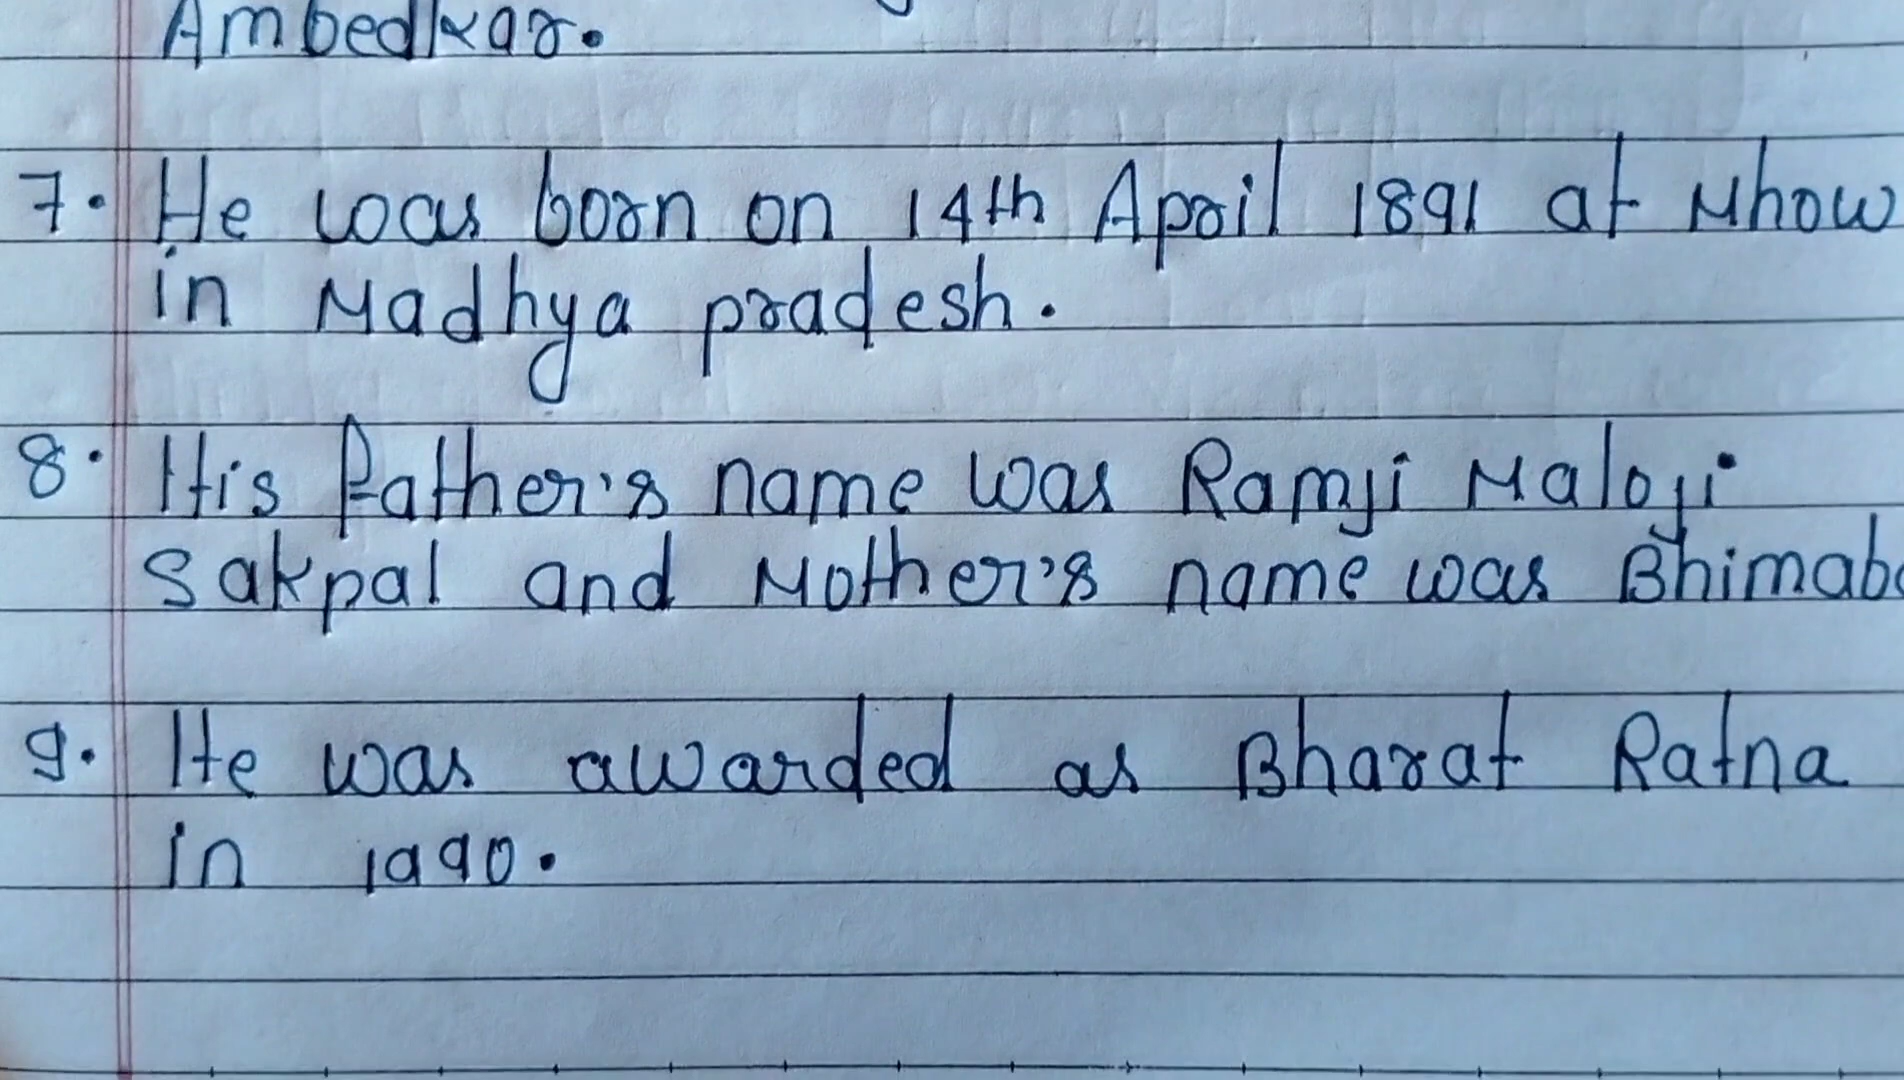 Ambedkar.
7. He was born on 14th April 1891 at Mhow
in Madhya pradesh.
8. His father's name was Ramji Maloji
Sakpal and Mother's name was Bhimaba
9. He was awarded as Bharat Ratna
in 1990.